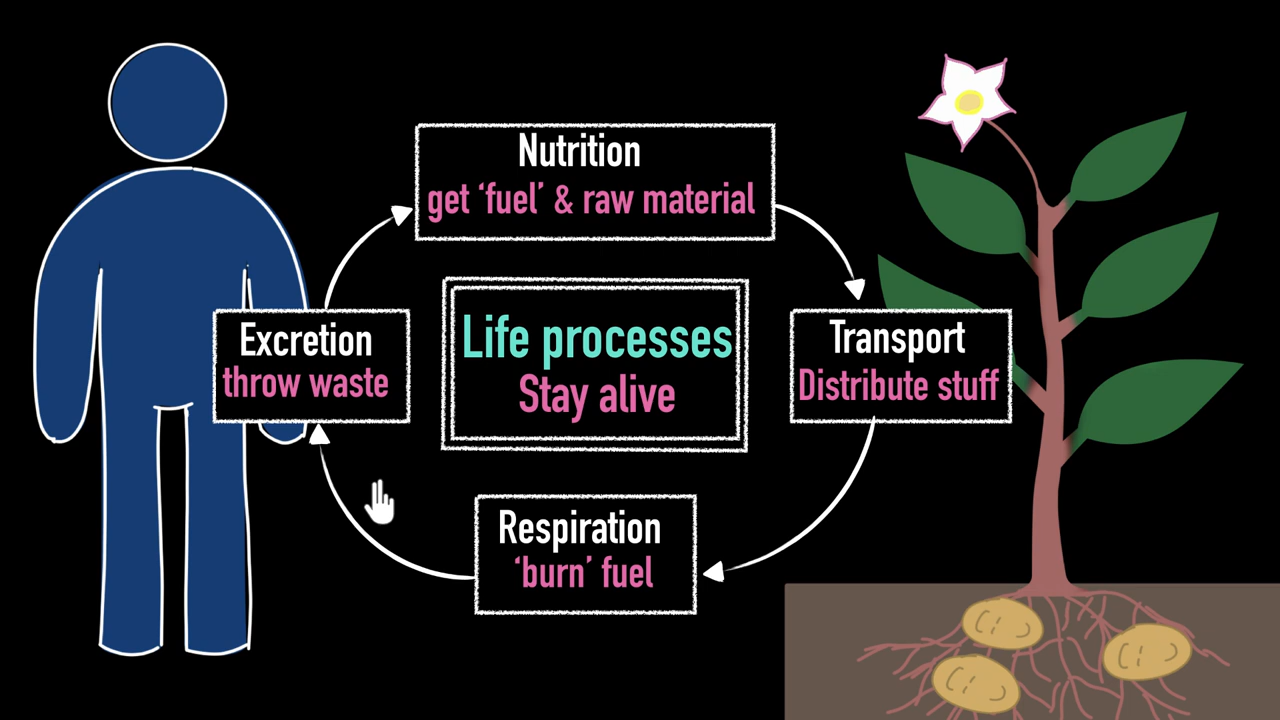 Nutrition
get ‘fuel’ & raw material
Life processes
Stay alive
Excretion
throw waste
Transport
Distribute stuff
Respiration
‘burn’ fuel